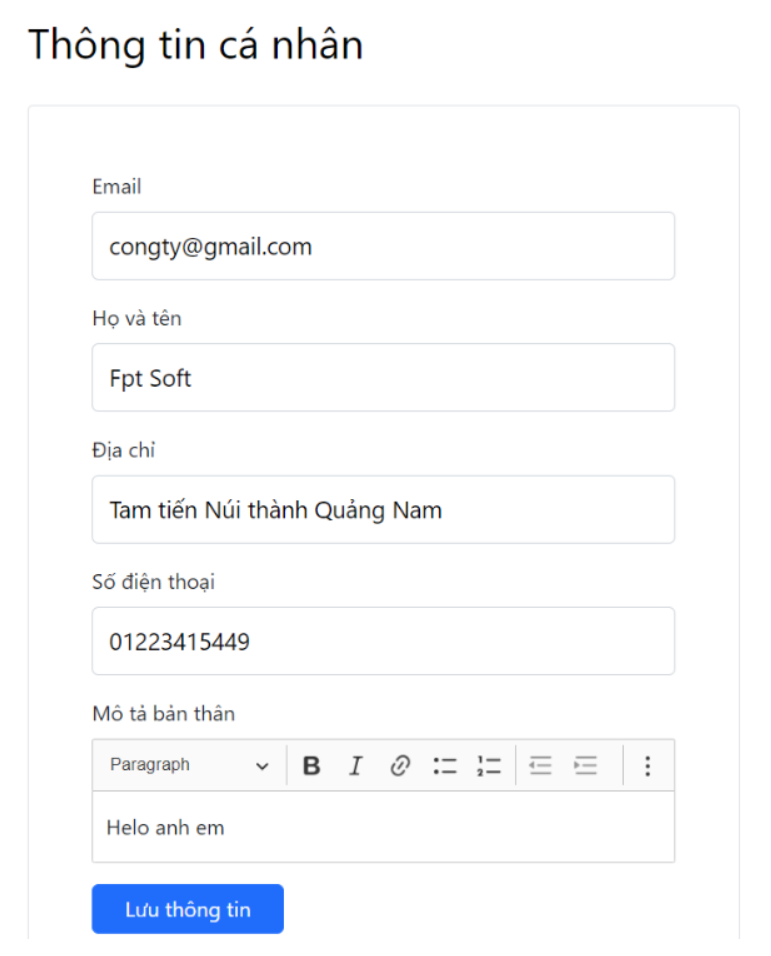 Thông tin cá nhân
Email
congty@gmail.com
Họ và tên
Fpt Soft
Địa chỉ
Tam tiến Núi thành Quảng Nam
Số điện thoại
01223415449
Mô tả bản thân
Paragraph
Helo anh em
Lưu thông tin